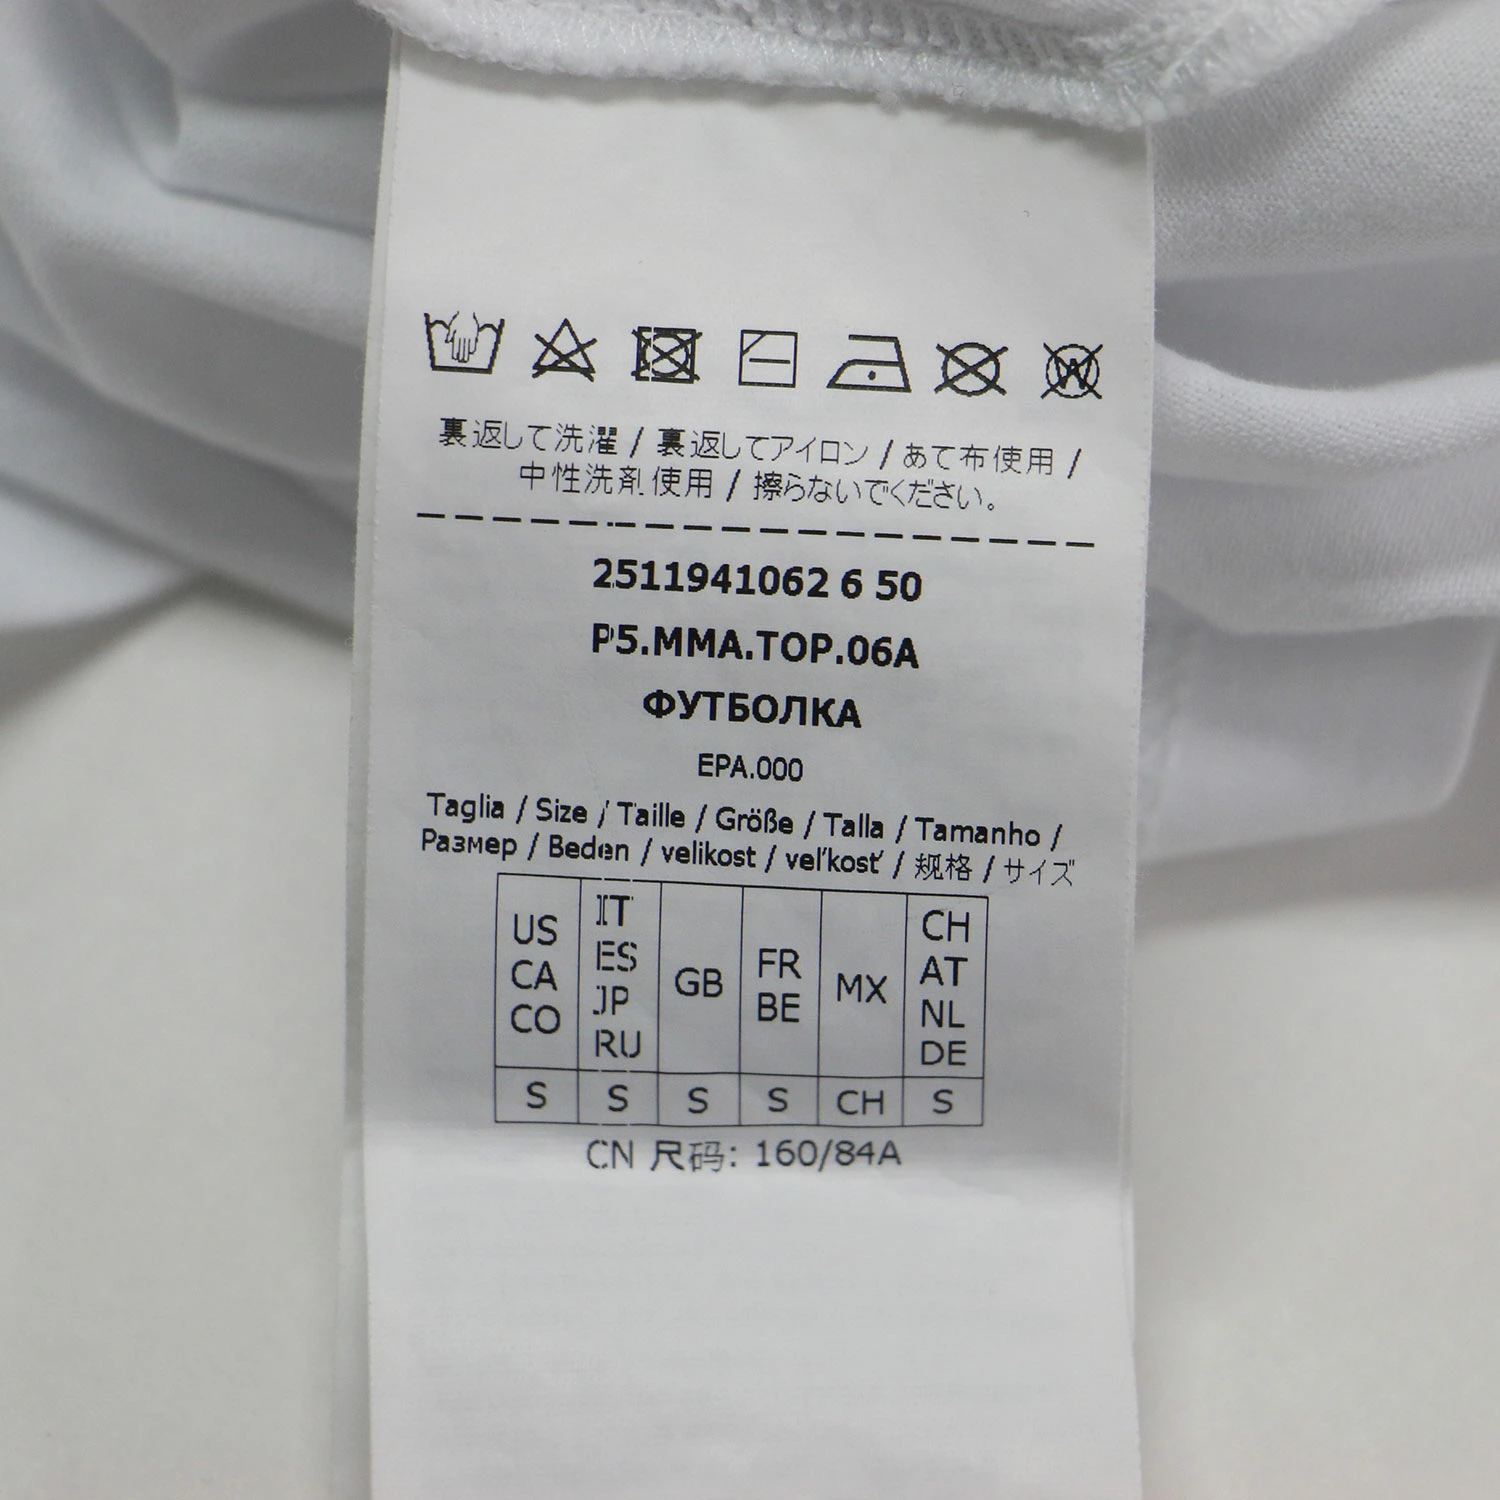 裏返して洗濯 / 裏返してアイロン / あて布使用 /
中性洗剤使用 / 擦らないでください。
2511941062 6 50
P5.MMA.TOP.06A
ФУТБОЛКА
EPA.000
Taglia / Size / Taille / Größe / Talla / Tamanho /
Размер / Beden / velikost / veľkosť / 规格 / サイズ
US CA CO
IT ES JP RU
GB
FR BE
MX
CH AT NL DE
S S S S CH S
CN 尺码: 160/84A